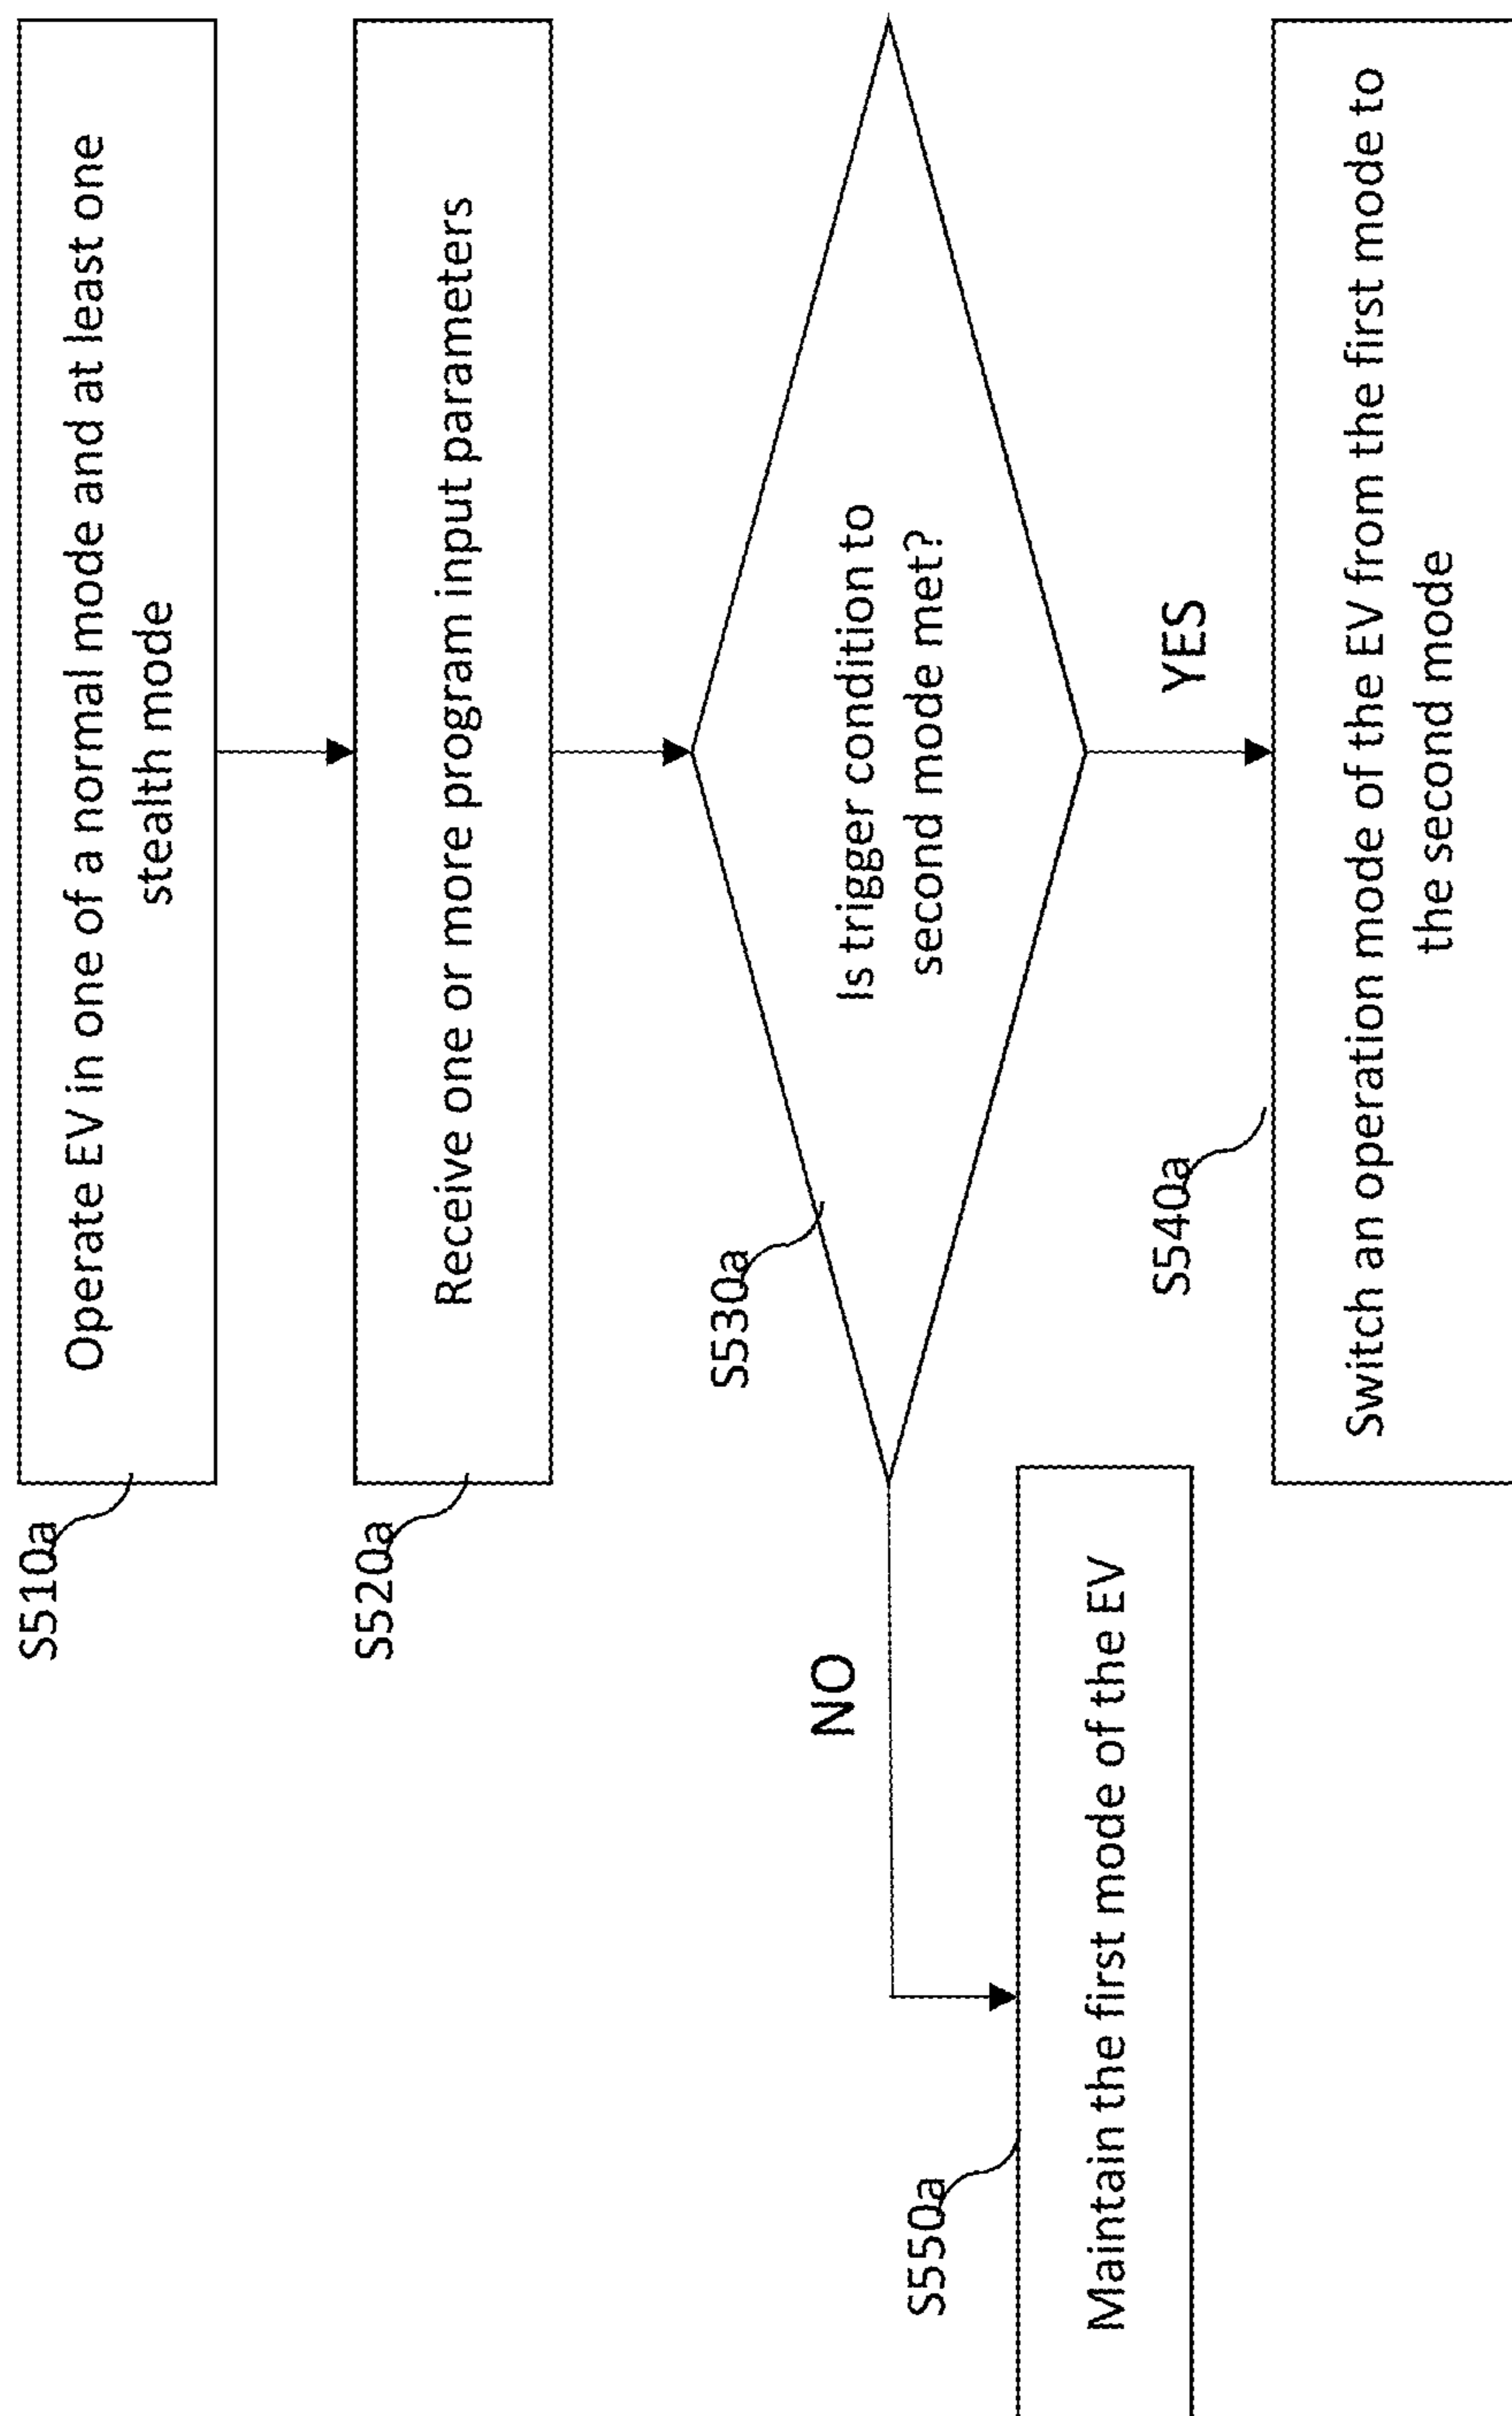 S510a
Operate EV in one of a normal mode and at least one
stealth mode
S520a
Receive one or more program input parameters
S530a
Is trigger condition to
second mode met?
NO
YES
S550a
Maintain the first mode of the EV
S540a
Switch an operation mode of the EV from the first mode to
the second mode